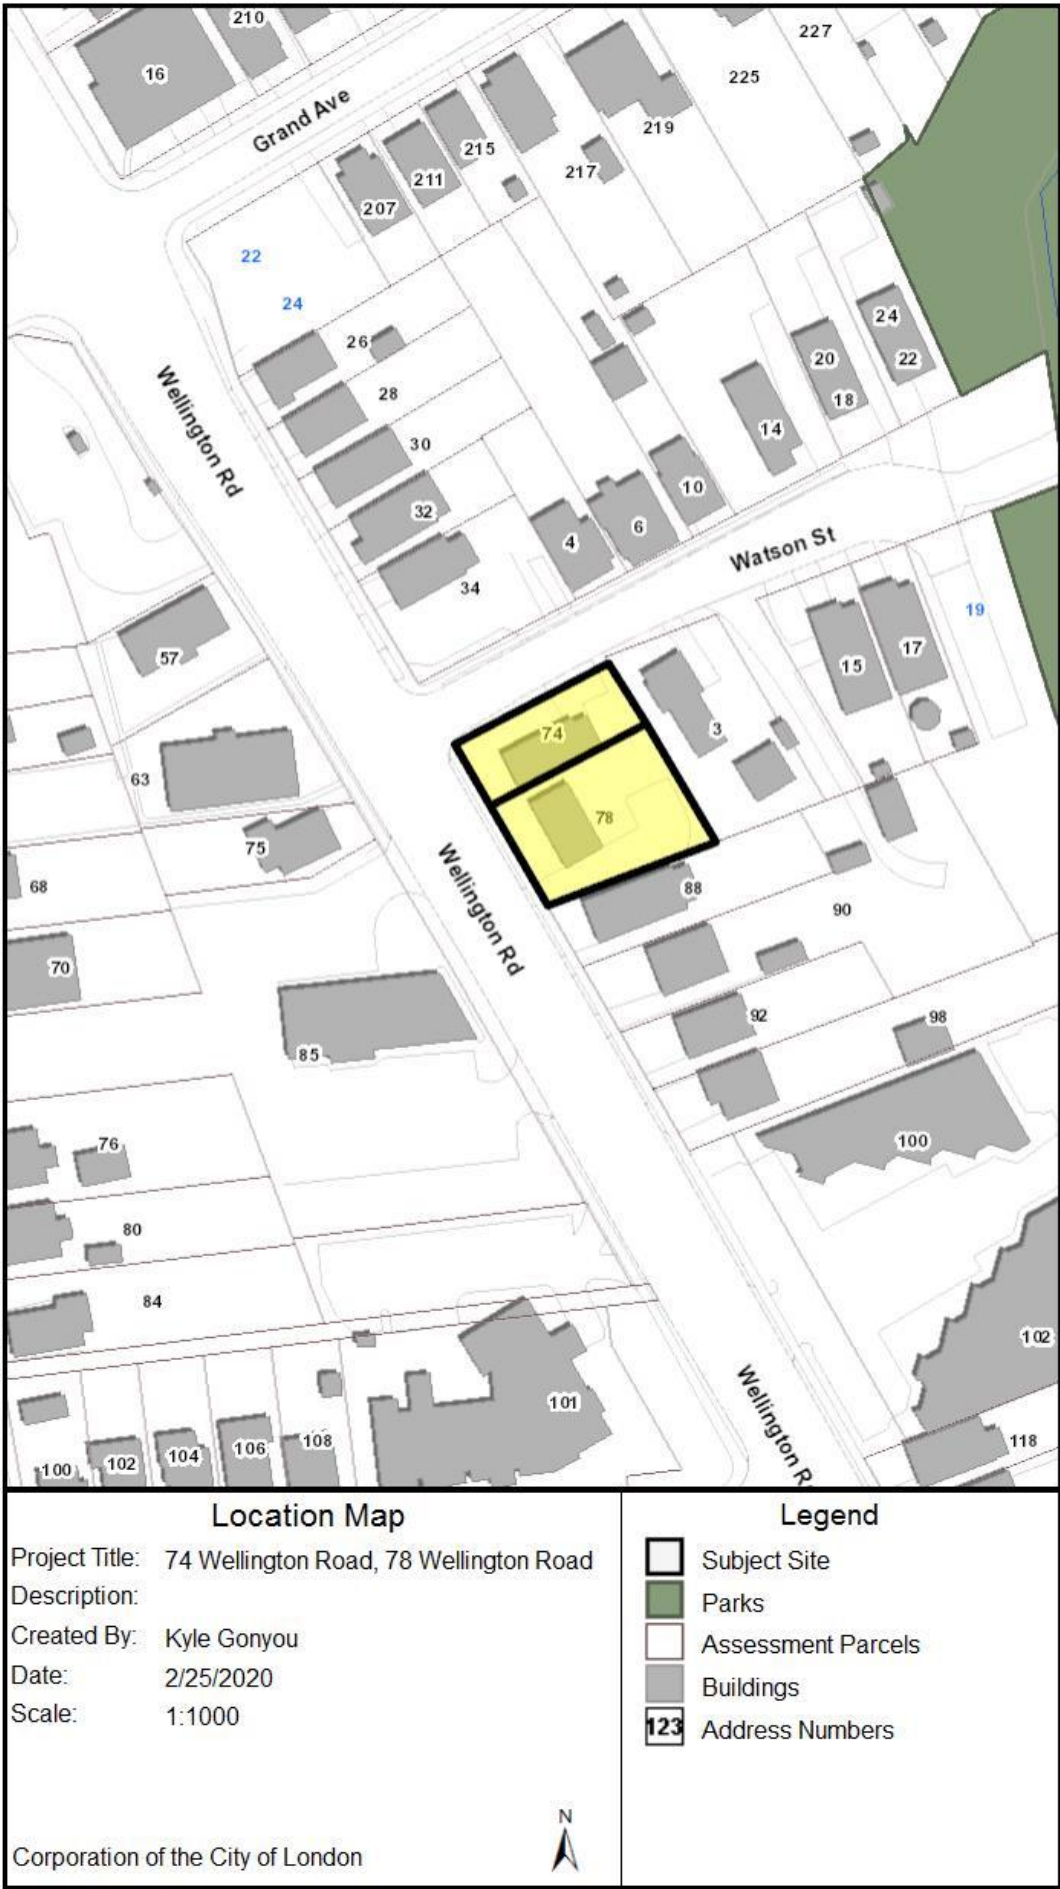 210
227
16
225
Grand Ave
219
215
217
211
207
22
24
26
24
20
22
28
18
14
Wellington Rd
30
10
32
6
4
Watson St
34
19
57
17
15
3
74
63
78
75
68
88
Wellington Rd
90
70
92
98
85
100
76
80
84
102
101
Wellington R
118
108
106
104
102
100
Location Map
Project Title: 74 Wellington Road, 78 Wellington Road
Description:
Created By: Kyle Gonyou
Date: 2/25/2020
Scale: 1:1000
N
Corporation of the City of London
Legend
Subject Site
Parks
Assessment Parcels
Buildings
123 Address Numbers